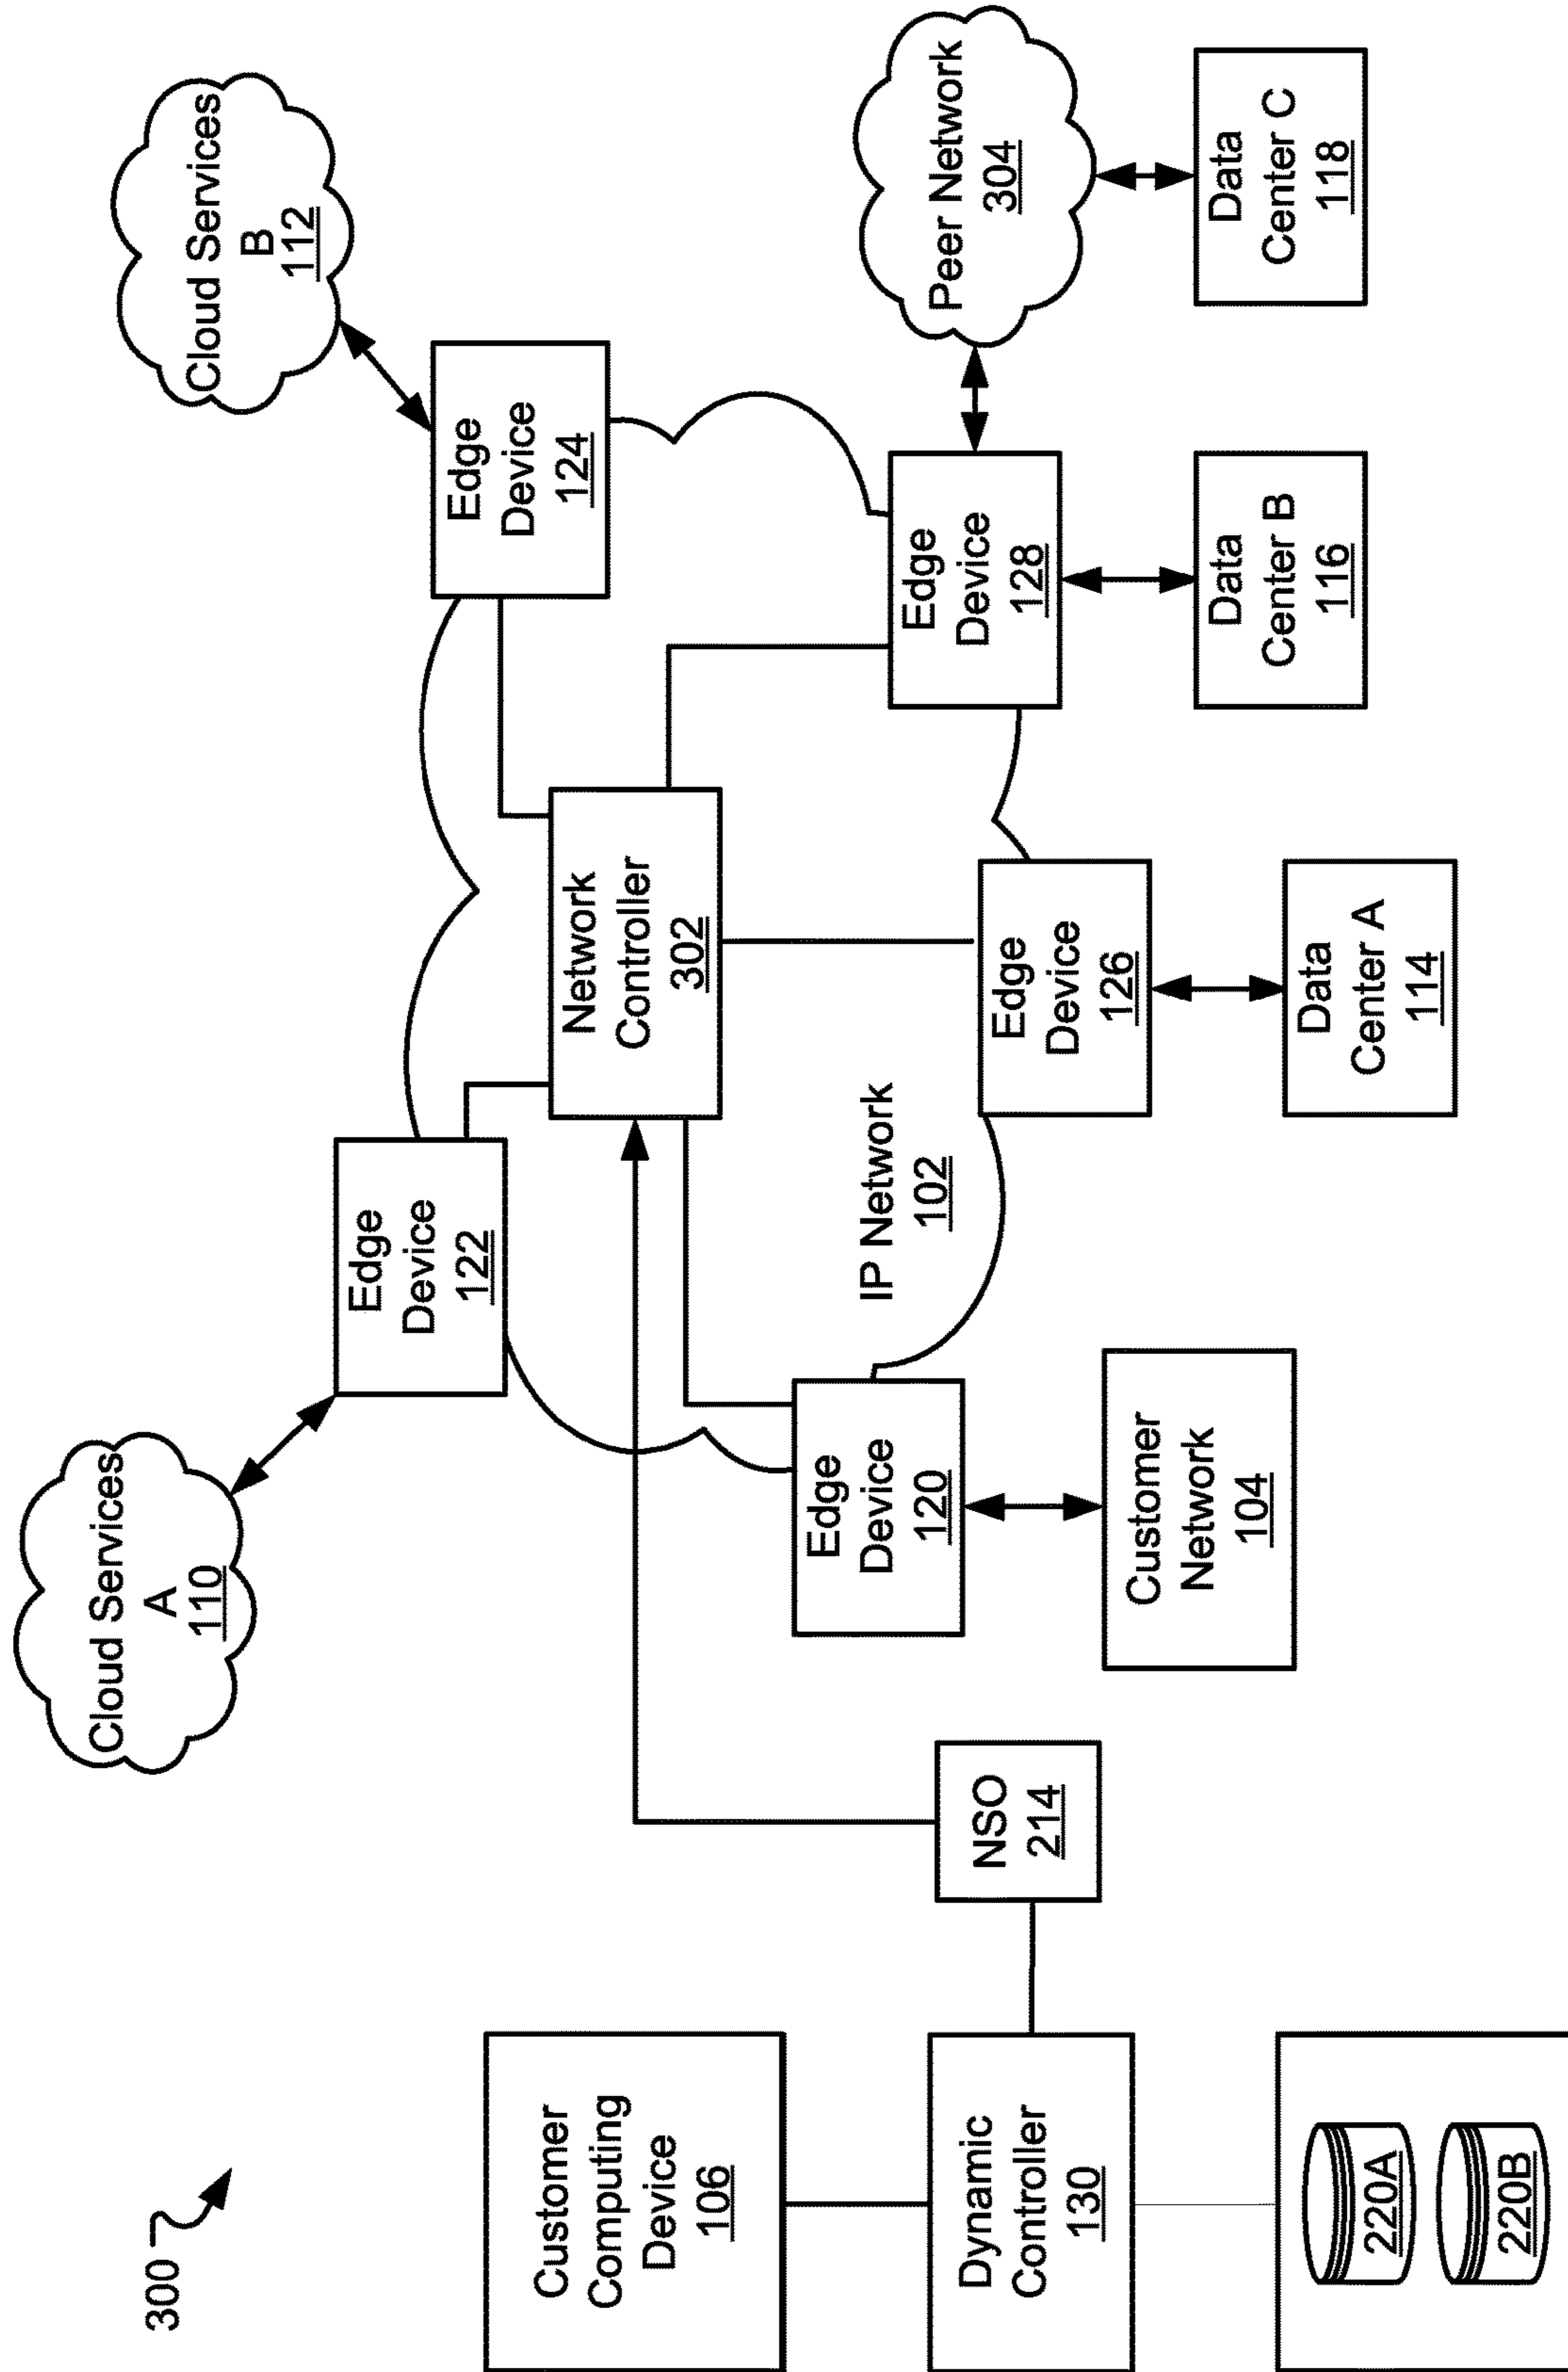 300
Cloud Services
A
110
Cloud Services
B
112
Edge
Device
122
Edge
Device
124
Customer
Computing
Device
106
Network
Controller
302
Edge
Device
120
IP Network
102
Edge
Device
128
Peer Network
304
Dynamic
Controller
130
NSO
214
Edge
Device
126
Customer
Network
104
Data
Center A
114
Data
Center B
116
Data
Center C
118
220A
220B